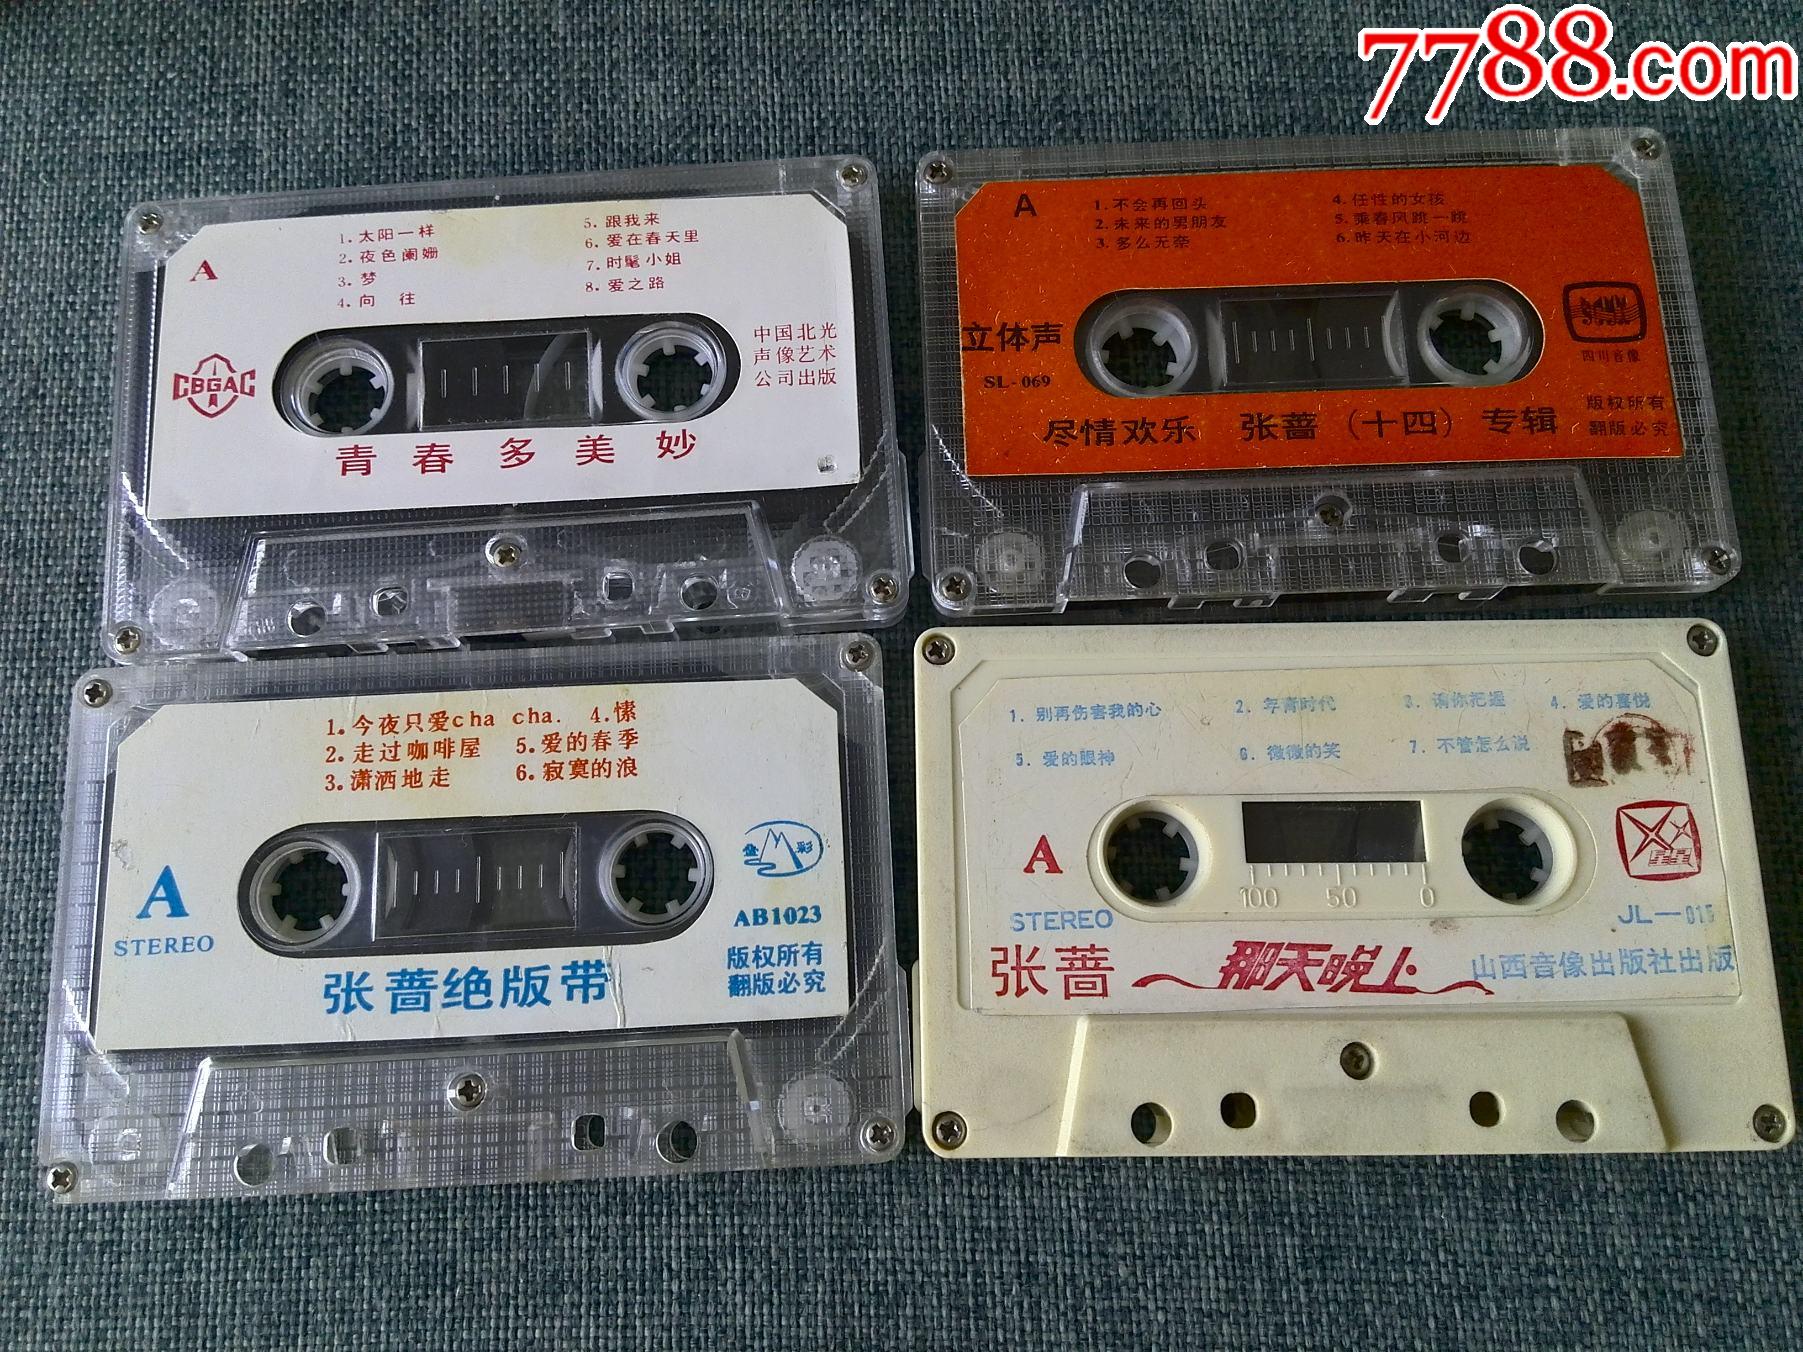 7788.com
A
1.太阳一样
2.夜色阑姗
3.梦
4.向 往
5.跟我来
6.爱在春天里
7.时髦小姐
8.爱之路
CBGAC
中国北光
声像艺术
公司出版
青春多美妙
A
1.不会再回头
2.未来的男朋友
3.多么无奈
4.任性的女孩
5.乘春风跳一跳
6.昨天在小河边
立体声
SL-069
四川音像
版权所有
翻版必究
尽情欢乐 张蔷(十四)专辑
1.今夜只爱cha cha.
2.走过咖啡屋
3.潇洒地走
4.愫
5.爱的春季
6.寂寞的浪
A
STEREO
AB1023
版权所有
翻版必究
张蔷绝版带
1.别再伤害我的心
2.年青时代
3.请你把握
4.爱的喜悦
5.爱的眼神
6.微微的笑
7.不管怎么说
A
STEREO
100 50 0
JL—015
张蔷
那天晚上
山西音像出版社出版